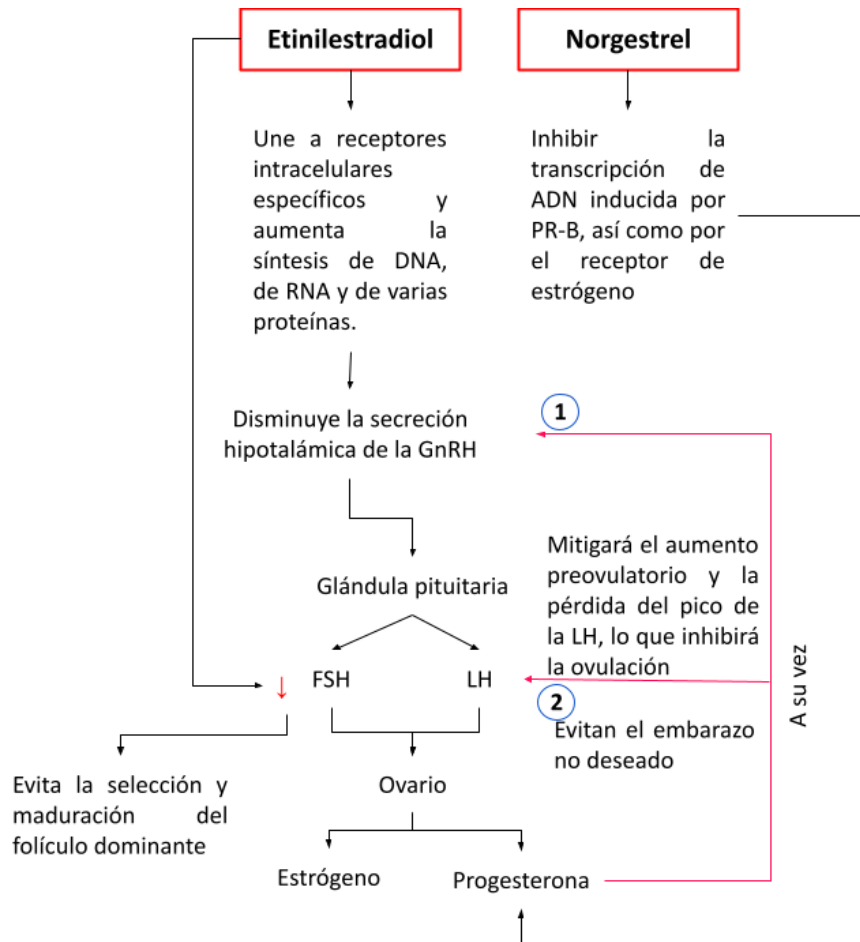 Etinilestradiol
Norgestrel
Une a receptores
intracelulares
específicos y
aumenta la
síntesis de DNA,
de RNA y de varias
proteínas.
Inhibir la
transcripción de
ADN inducida por
PR-B, así como por
el receptor de
estrógeno
Disminuye la secreción
hipotalámica de la GnRH
1
Glándula pituitaria
Mitigará el aumento
preovulatorio y la
pérdida del pico de
la LH, lo que inhibirá
la ovulación
A su vez
↓ FSH
LH
2
Evitan el embarazo
no deseado
Evita la selección y
maduración del
folículo dominante
Ovario
Estrógeno
Progesterona